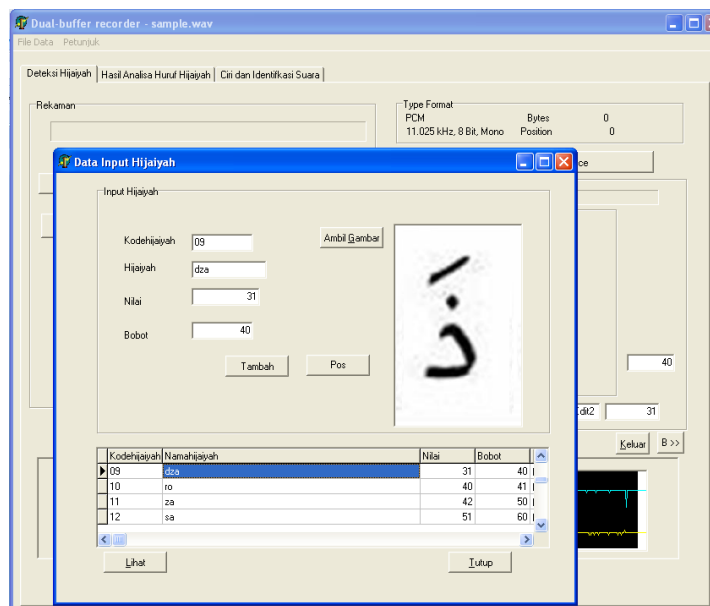 Dual-buffer recorder - sample.wav
File Data Petunjuk
Deteksi Hijaiyah Hasil Analisa Huruf Hijaiyah Ciri dan Identifkasi Suara
Rekaman
Type Format
PCM Bytes 0
11.025 kHz, 8 Bit, Mono Position 0
ce
Data Input Hijaiyah
Input Hijaiyah
Kodehijaiyah 09
Ambil Gambar
Hijaiyah dza
Nilai 31
Bobot 40
Tambah Pos
ذَ
40
Edit2 31
Keluar B >>
Kodehijaiyah Namahijaiyah Nilai Bobot
09 dza 31 40
10 ro 40 41
11 za 42 50
12 sa 51 60
Lihat Tutup